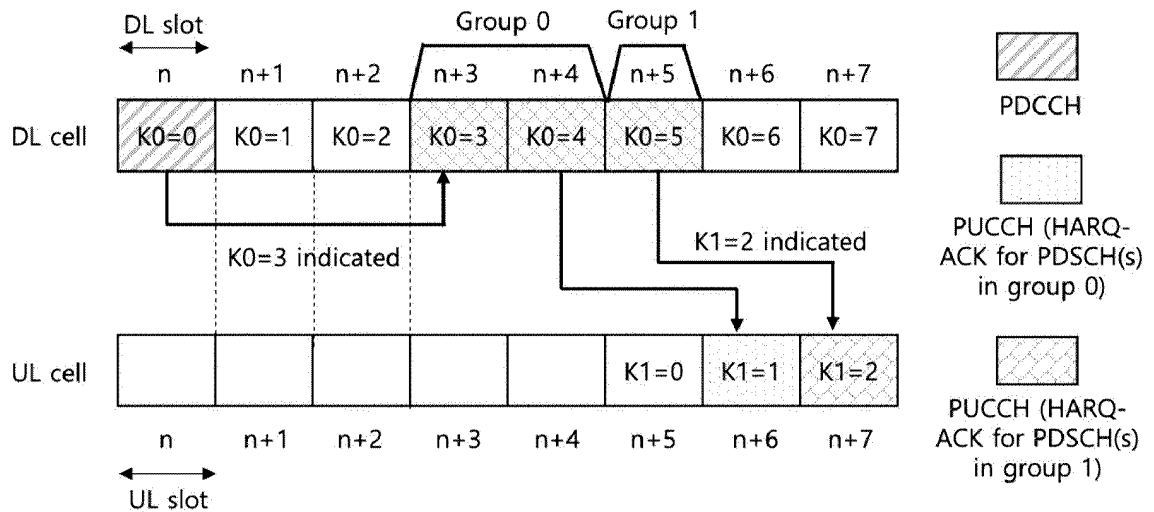 DL slot
Group 0
Group 1
n n+1 n+2 n+3 n+4 n+5 n+6 n+7
DL cell
K0=0 K0=1 K0=2 K0=3 K0=4 K0=5 K0=6 K0=7
K0=3 indicated
K1=2 indicated
UL cell
K1=0 K1=1 K1=2
n n+1 n+2 n+3 n+4 n+5 n+6 n+7
UL slot
PDCCH
PUCCH (HARQ-
ACK for PDSCH(s)
in group 0)
PUCCH (HARQ-
ACK for PDSCH(s)
in group 1)